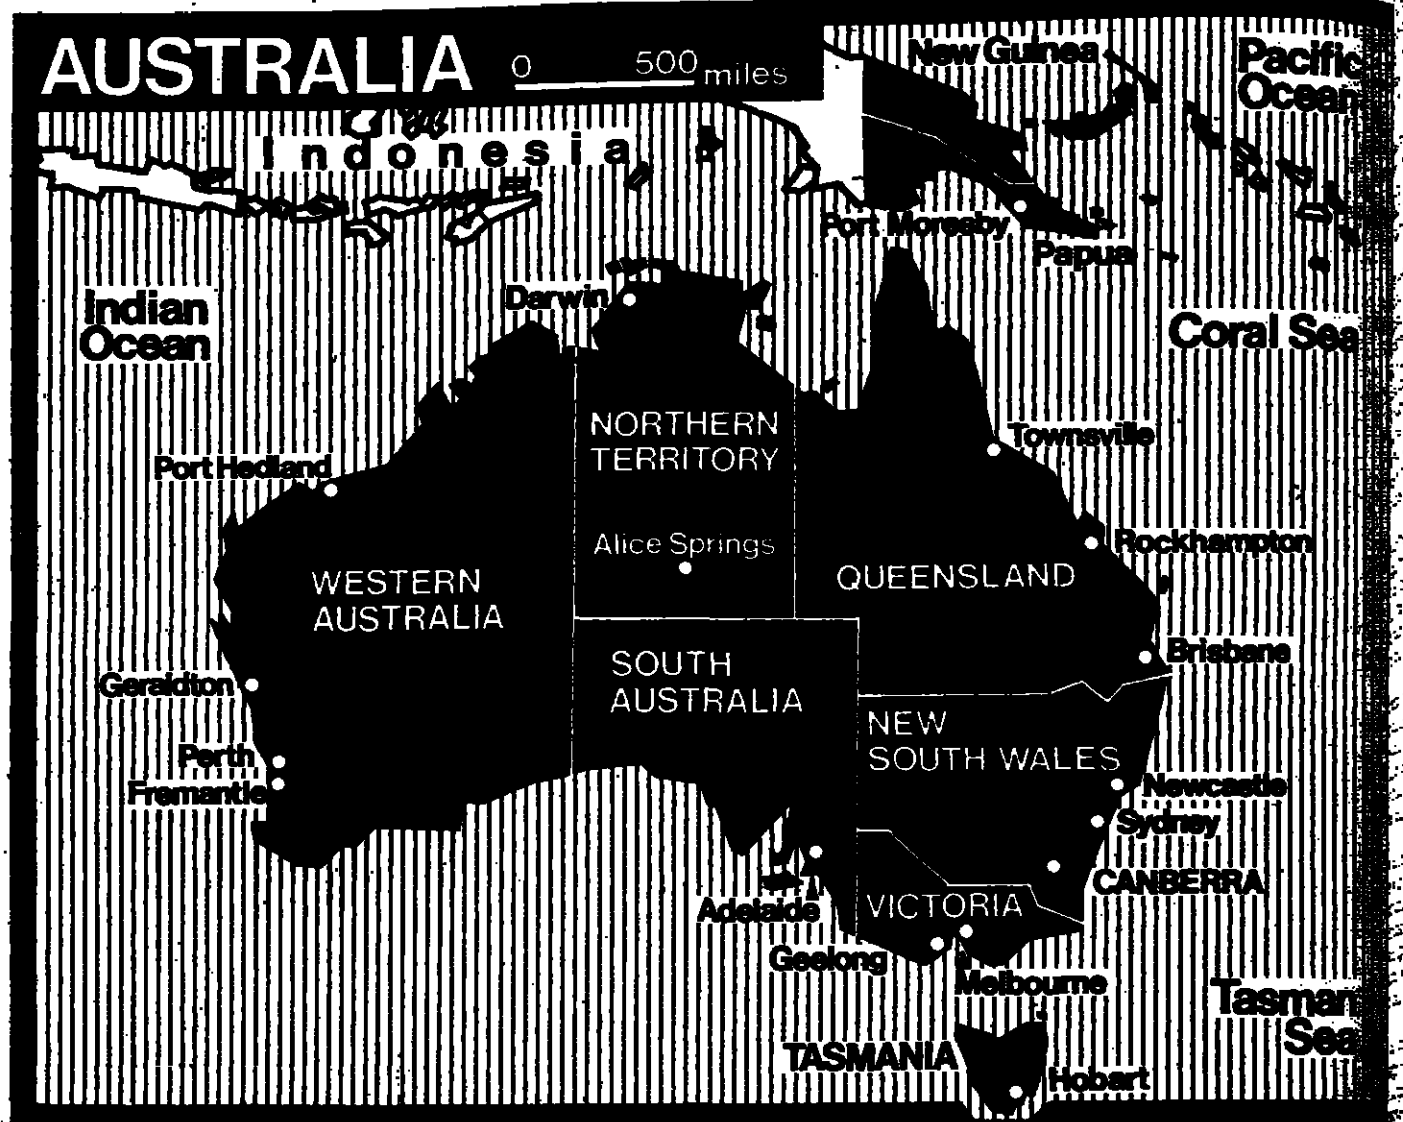 AUSTRALIA
0 500 miles
New Guinea
Pacific
Ocean
Indonesia
Port Moresby
Papua
Darwin
Indian
Ocean
Coral Sea
NORTHERN
TERRITORY
Townsville
Port Hedland
Alice Springs
Rockhampton
WESTERN
AUSTRALIA
QUEENSLAND
SOUTH
AUSTRALIA
Brisbane
Geraldton
NEW
SOUTH WALES
Perth
Fremantle
Newcastle
Sydney
CANBERRA
Adelaide
VICTORIA
Geelong
Melbourne
Tasman
Sea
TASMANIA
Hobart